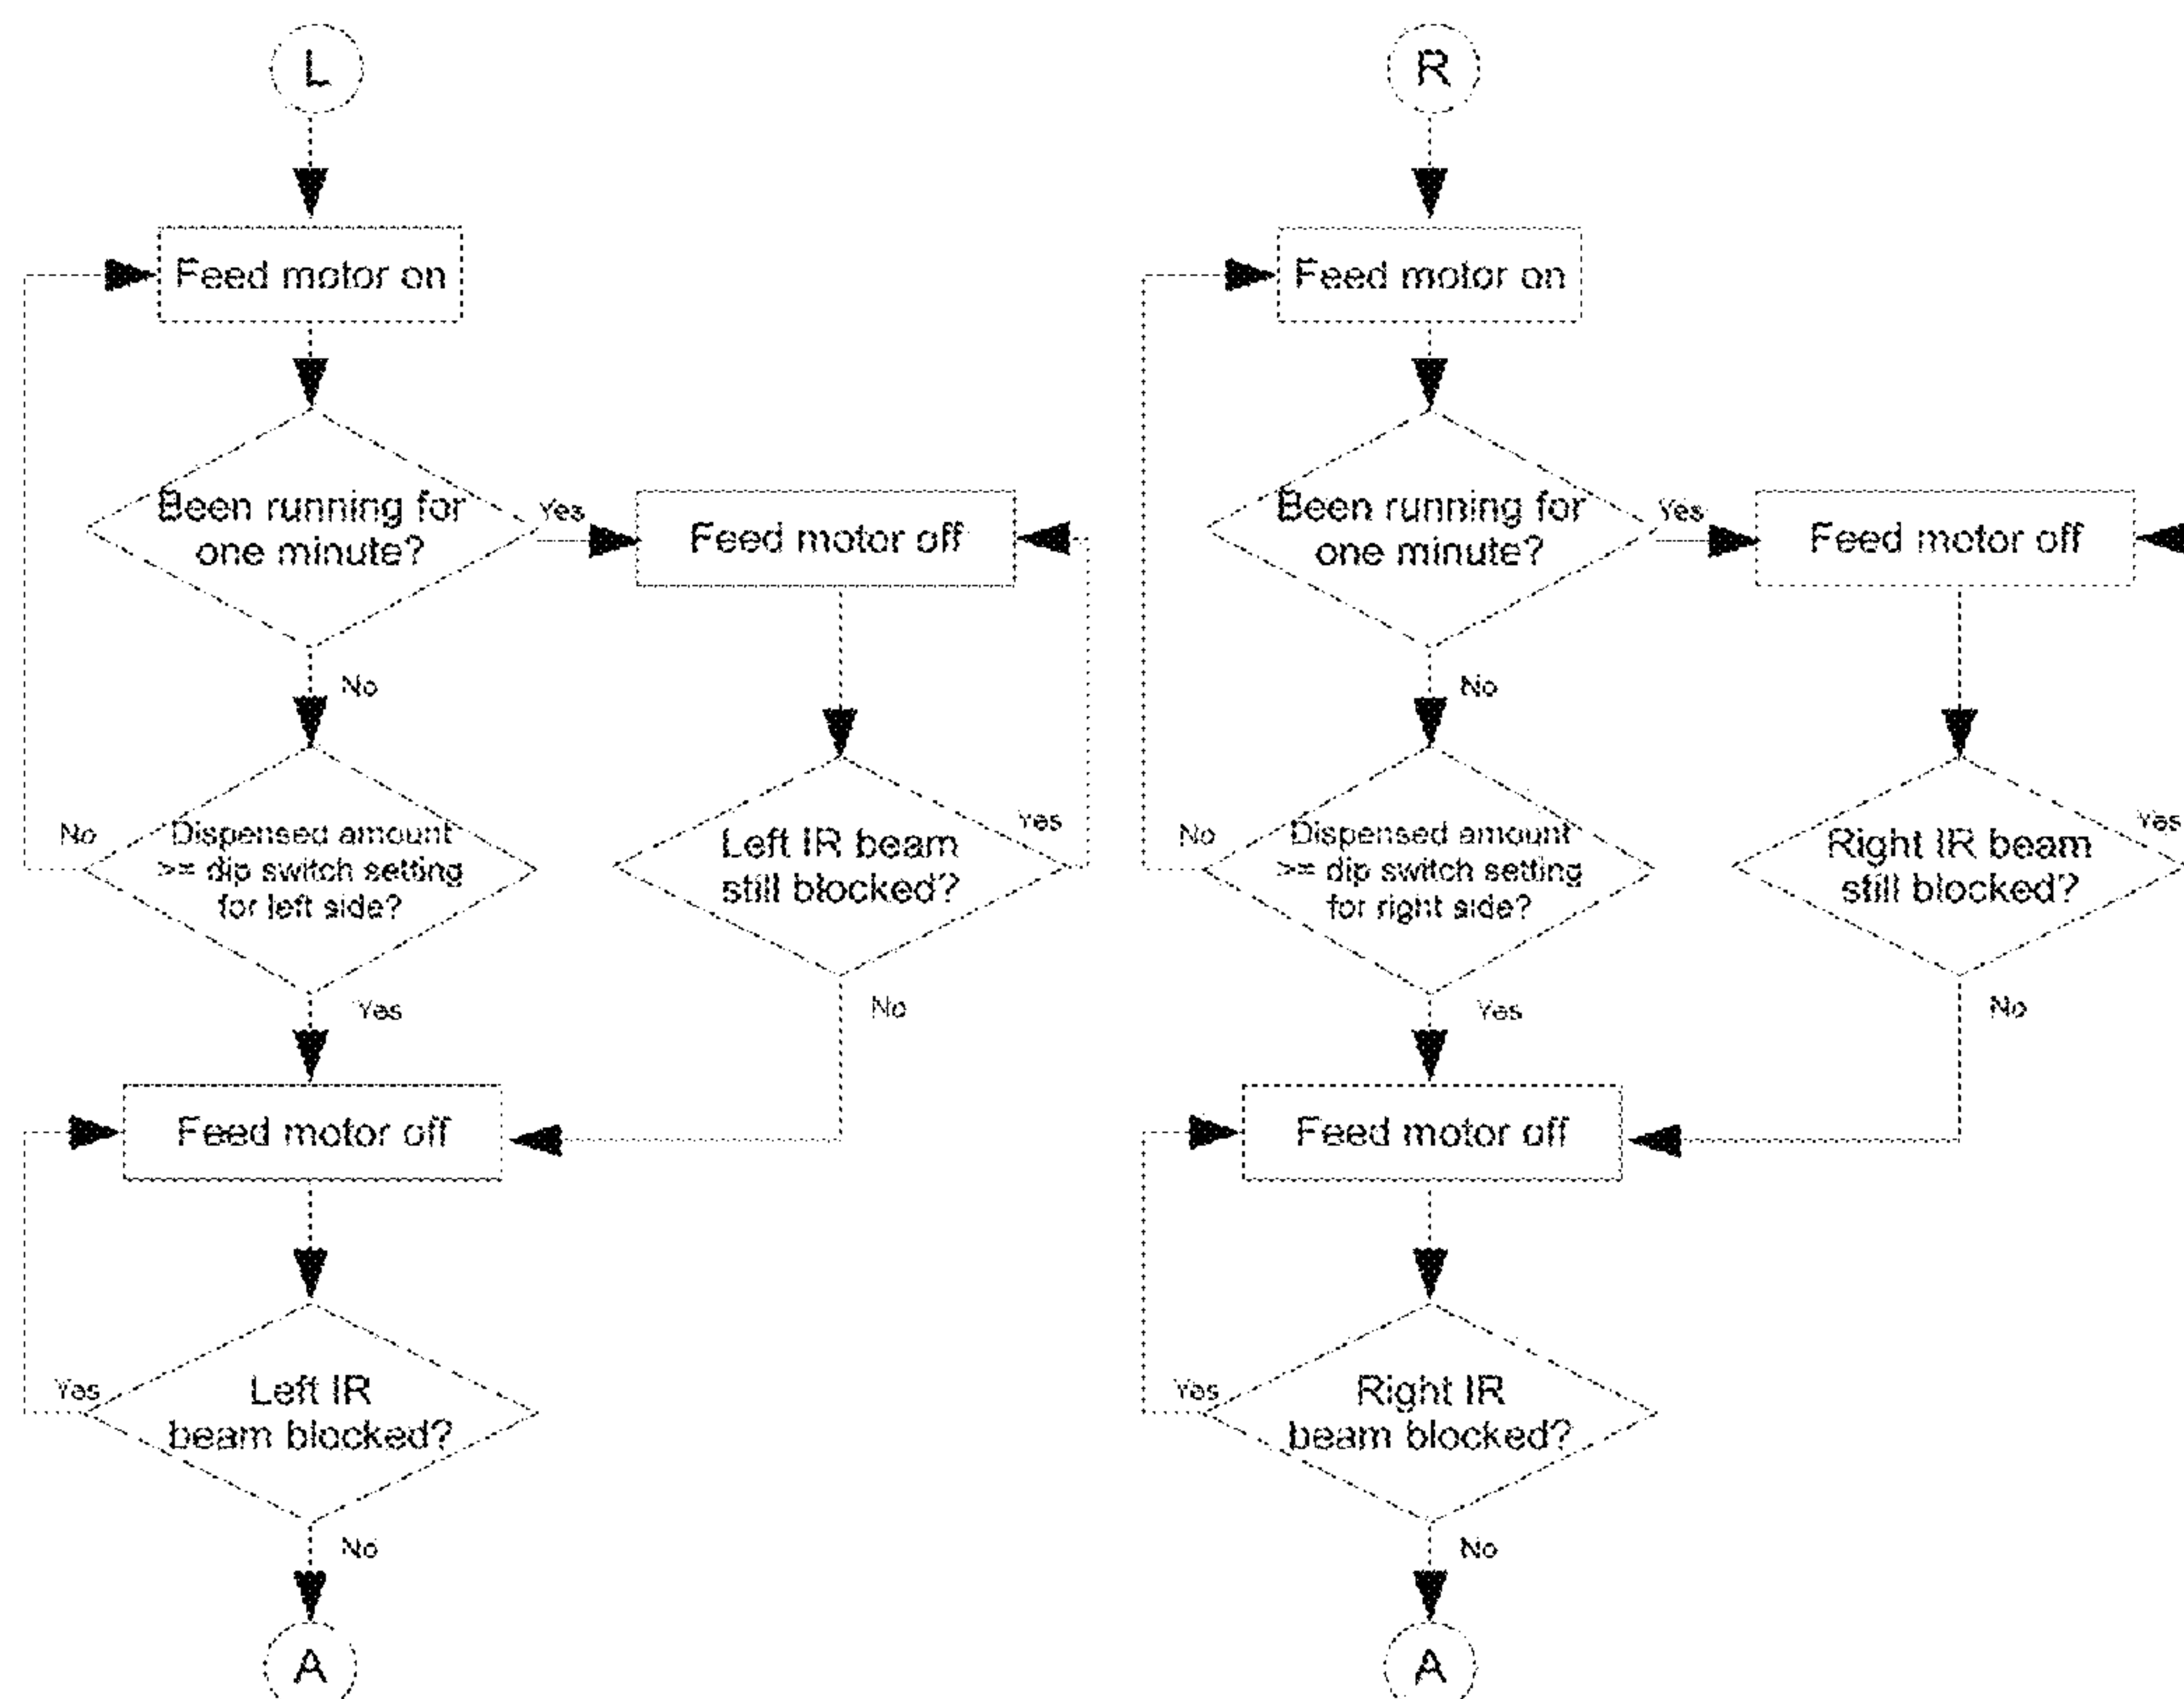 L
Feed motor on
Been running for
one minute?
Yes
Feed motor off
No
Dispensed amount
>= dip switch setting
for left side?
No
Left IR beam
still blocked?
Yes
Yes
No
Feed motor off
Left IR
beam blocked?
Yes
No
A
R
Feed motor on
Been running for
one minute?
Yes
Feed motor off
No
Dispensed amount
>= dip switch setting
for right side?
No
Right IR beam
still blocked?
Yes
Yes
No
Feed motor off
Right IR
beam blocked?
Yes
No
A